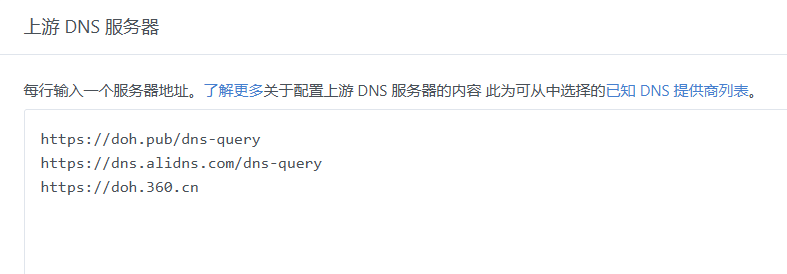 上游 DNS 服务器
每行输入一个服务器地址。了解更多关于配置上游 DNS 服务器的内容 此为可从中选择的已知 DNS 提供商列表。
https://doh.pub/dns-query
https://dns.alidns.com/dns-query
https://doh.360.cn